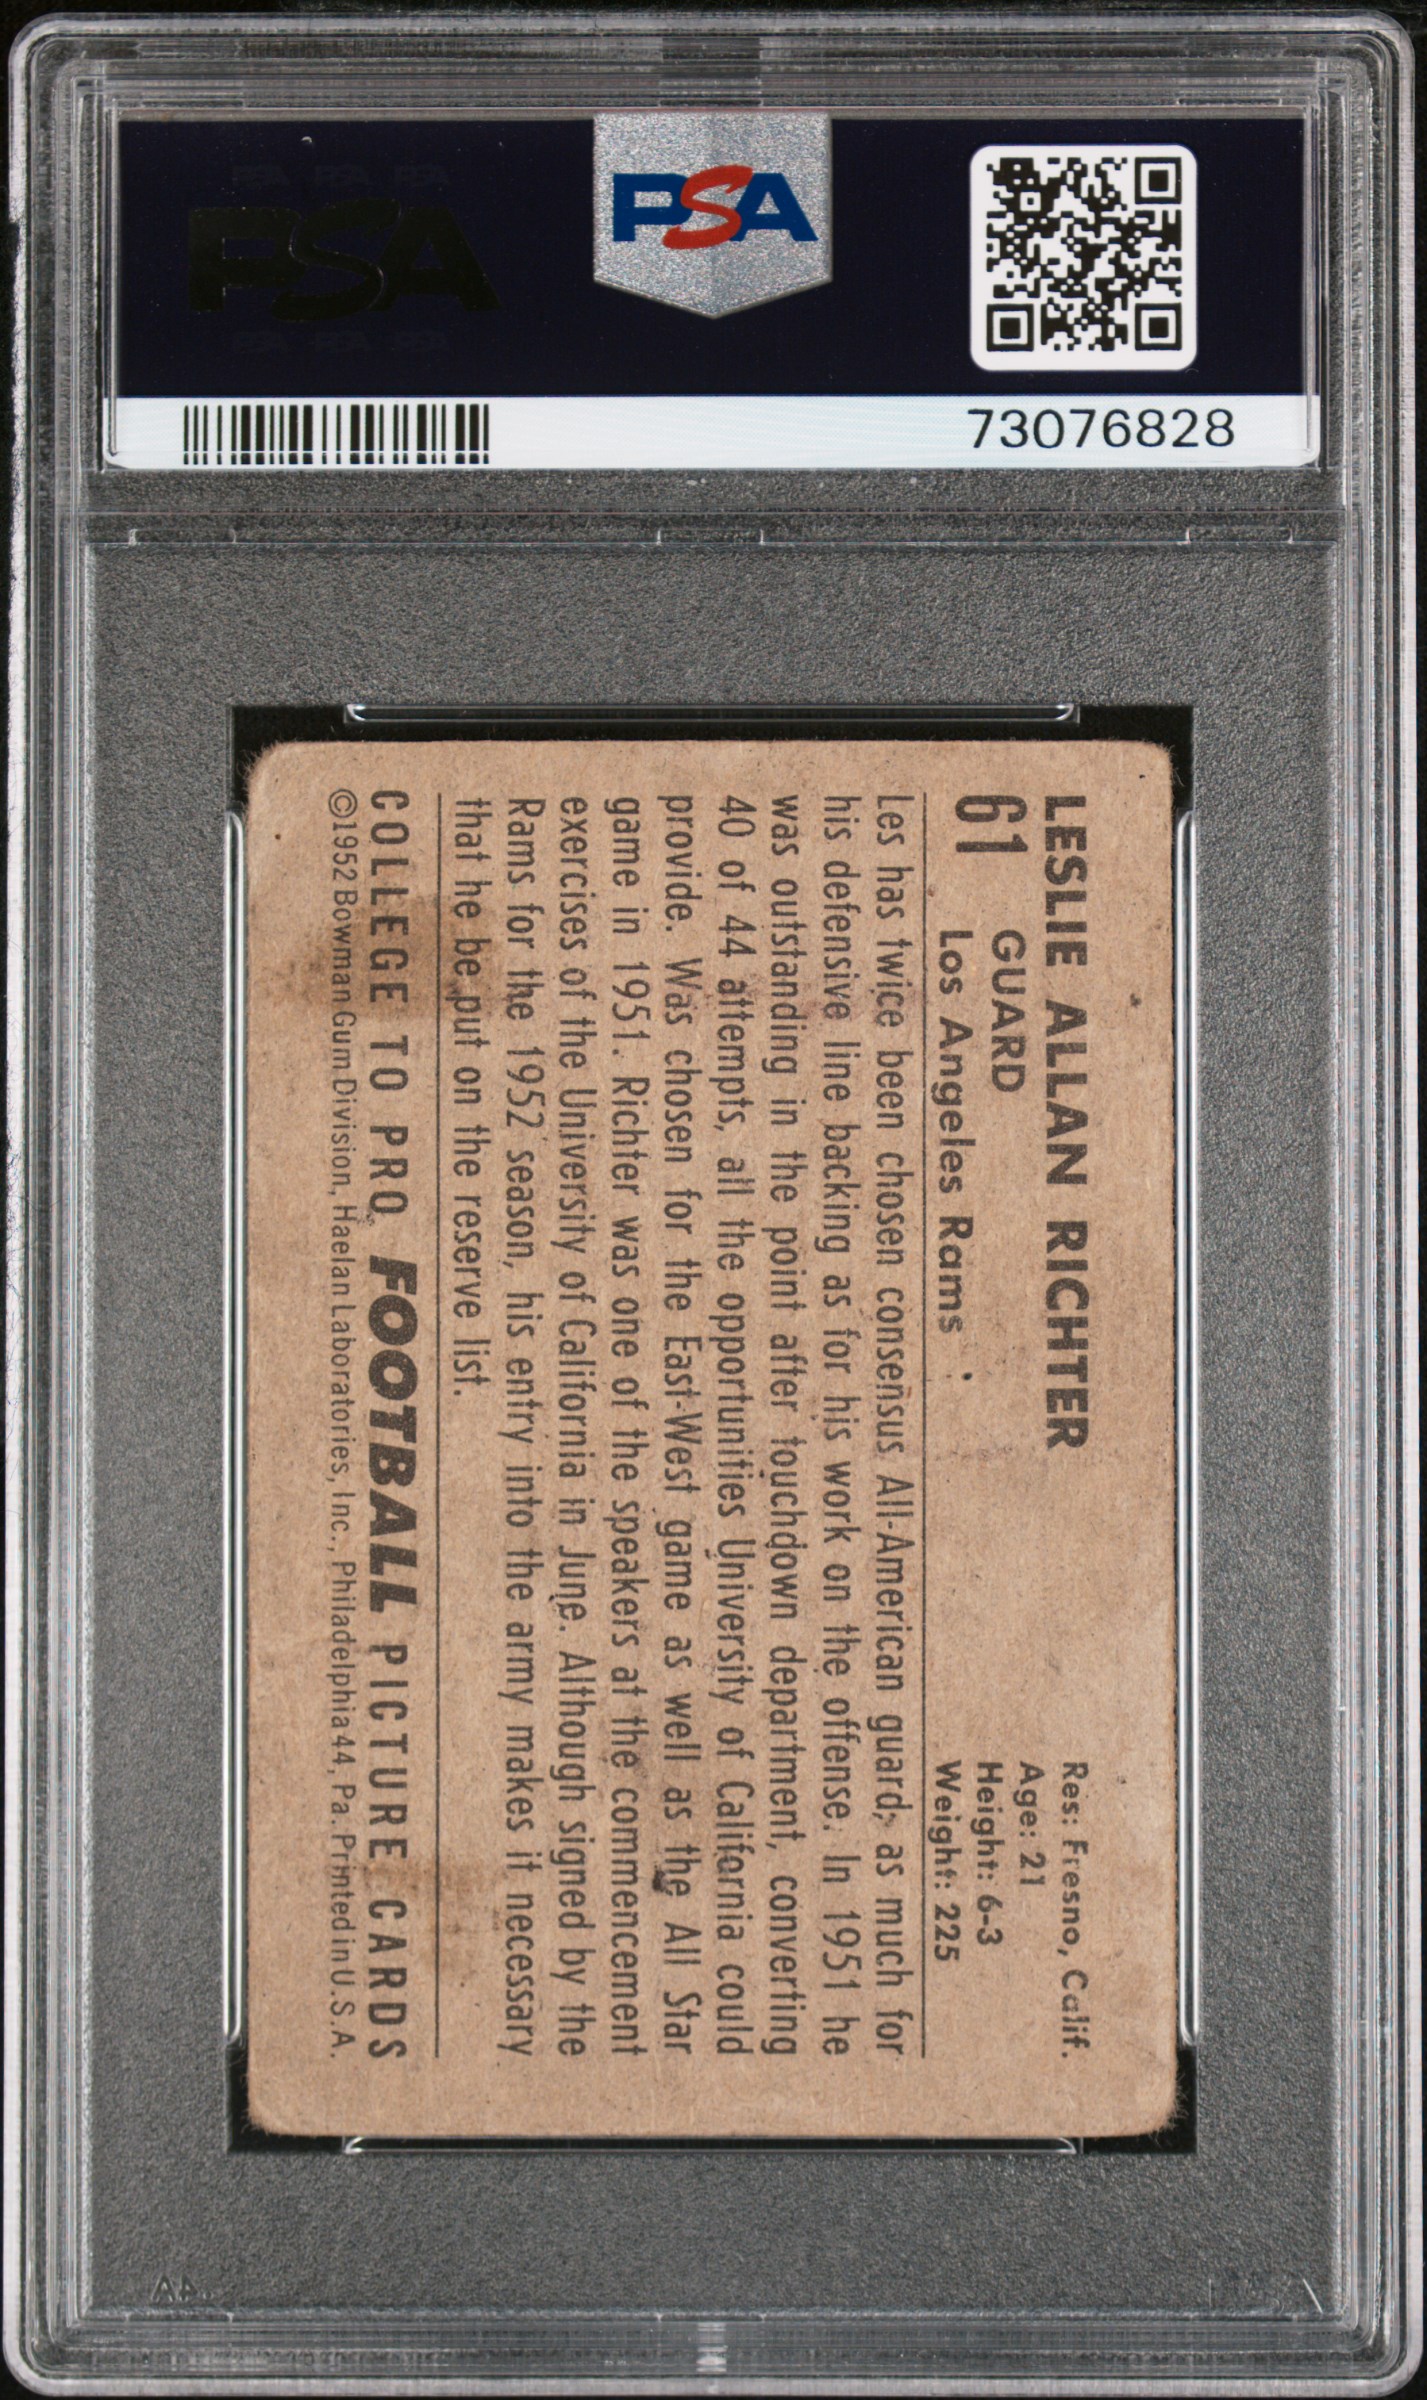 PSA
PSA PSA PSA
PSA
PSA PSA PSA
73076828
LESLIE ALLAN RICHTER
61 GUARD
Los Angeles Rams
Res: Fresno, Calif.
Age: 21
Height: 6-3
Weight: 225
Les has twice been chosen consensus All-American guard, as much for
his defensive line backing as for his work on the offense. In 1951 he
was outstanding in the point after touchdown department, converting
40 of 44 attempts, all the opportunities University of California could
provide. Was chosen for the East-West game as well as the All Star
game in 1951. Richter was one of the speakers at the commencement
exercises of the University of California in June. Although signed by the
Rams for the 1952 season, his entry into the army makes it necessary
that he be put on the reserve list.
COLLEGE TO PRO FOOTBALL PICTURE CARDS
©1952 Bowman Gum Division, Haelan Laboratories, Inc., Philadelphia 44, Pa. Printed in U.S.A.